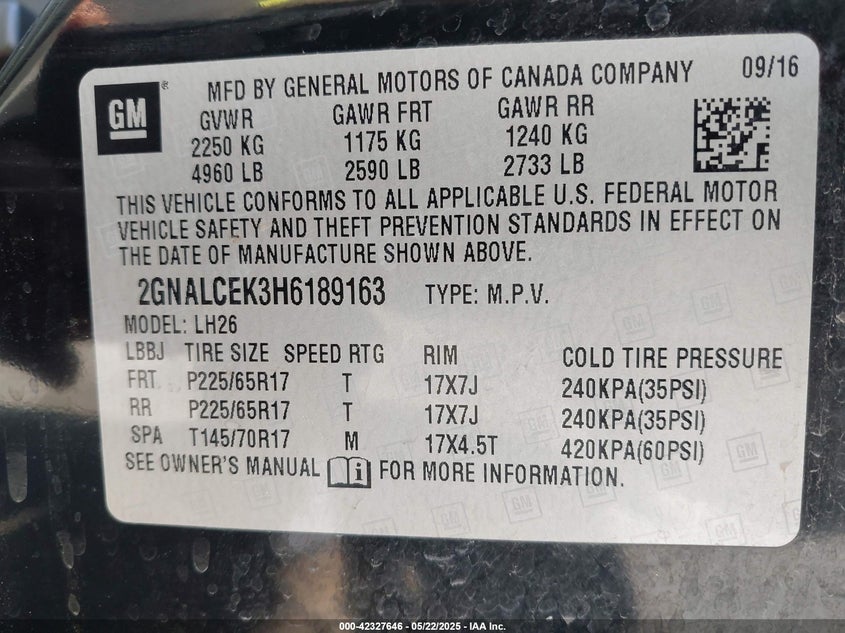 GM ® MFD BY GENERAL MOTORS OF CANADA COMPANY 09/16
GVWR GAWR FRT GAWR RR
2250 KG 1175 KG 1240 KG
4960 LB 2590 LB 2733 LB
THIS VEHICLE CONFORMS TO ALL APPLICABLE U.S. FEDERAL MOTOR
VEHICLE SAFETY AND THEFT PREVENTION STANDARDS IN EFFECT ON
THE DATE OF MANUFACTURE SHOWN ABOVE.
2GNALCEK3H6189163 TYPE: M.P.V.
MODEL: LH26
LBBJ TIRE SIZE SPEED RTG RIM COLD TIRE PRESSURE
FRT P225/65R17 T 17X7J 240KPA(35PSI)
RR P225/65R17 T 17X7J 240KPA(35PSI)
SPA T145/70R17 M 17X4.5T 420KPA(60PSI)
SEE OWNER'S MANUAL i FOR MORE INFORMATION.
000-42327646 - 05/22/2025 - IAA Inc.